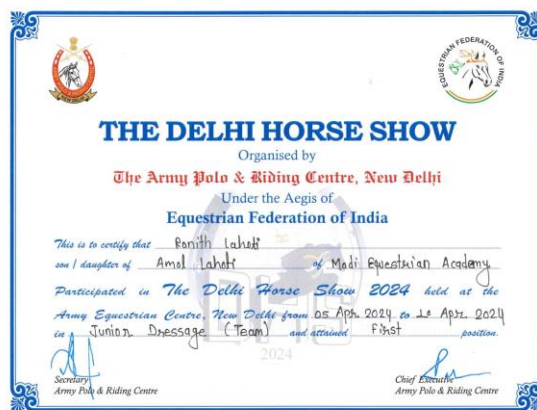 EQUESTRIAN FEDERATION OF INDIA
NEW DELHI
THE DELHI HORSE SHOW
Organised by
The Army Polo & Riding Centre, New Delhi
Under the Aegis of
Equestrian Federation of India
This is to certify that Ronith Lahoti
son / daughter of Amol Lahoti of Modi Equestrian Academy
Participated in The Delhi Horse Show 2024 held at the
Army Equestrian Centre, New Delhi from 05 Apr 2024 to 20 Apr 2024
in Junior Dressage (Team) and attained First position.
2024
Secretary
Army Polo & Riding Centre
Chief Executive
Army Polo & Riding Centre